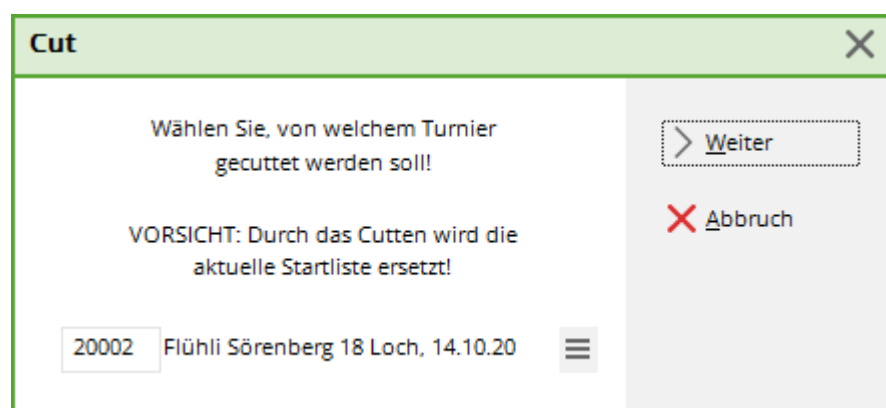 Cut
Wählen Sie, von welchem Turnier
gecuttet werden soll!
VORSICHT: Durch das Cutten wird die
aktuelle Startliste ersetzt!
20002 Flühli Sörenberg 18 Loch, 14.10.20
Weiter
Abbruch